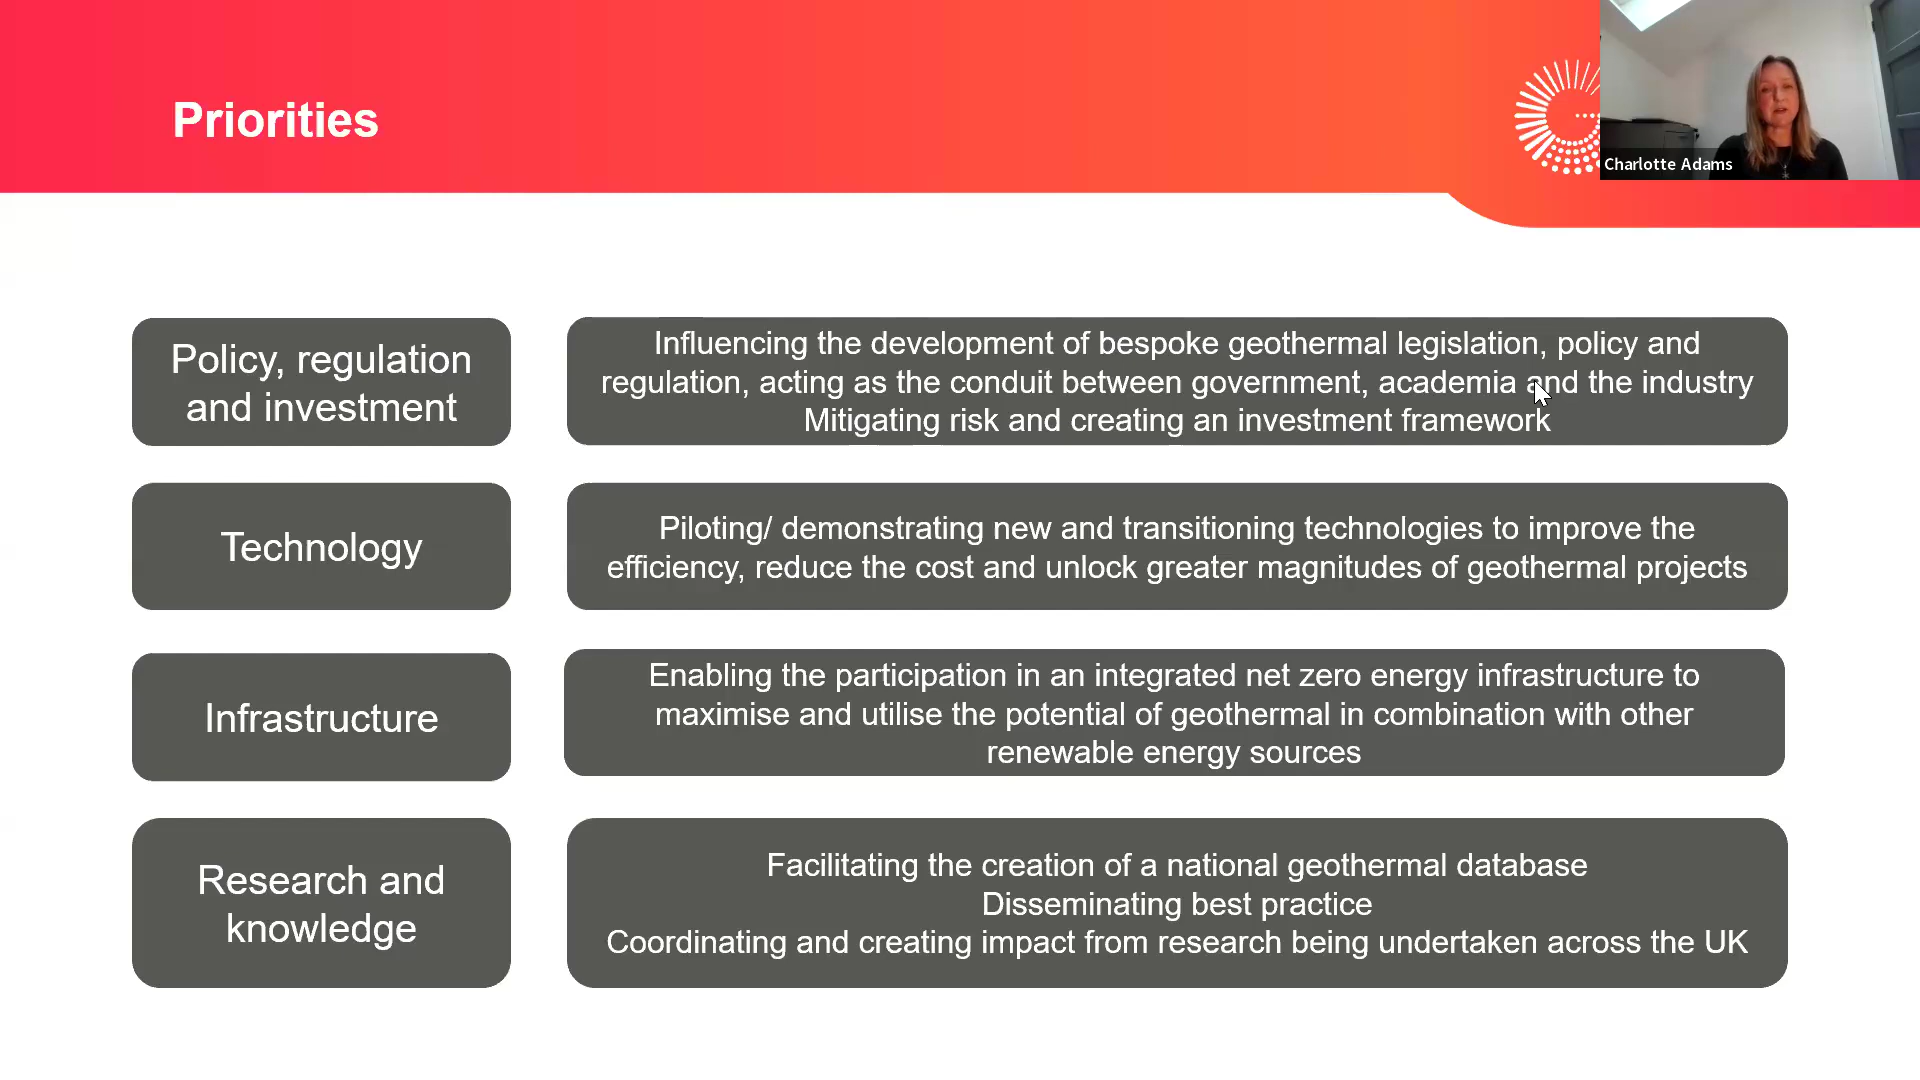 Priorities
Charlotte Adams
Policy, regulation
and investment
Influencing the development of bespoke geothermal legislation, policy and
regulation, acting as the conduit between government, academia and the industry
Mitigating risk and creating an investment framework
Technology
Piloting/ demonstrating new and transitioning technologies to improve the
efficiency, reduce the cost and unlock greater magnitudes of geothermal projects
Infrastructure
Enabling the participation in an integrated net zero energy infrastructure to
maximise and utilise the potential of geothermal in combination with other
renewable energy sources
Research and
knowledge
Facilitating the creation of a national geothermal database
Disseminating best practice
Coordinating and creating impact from research being undertaken across the UK